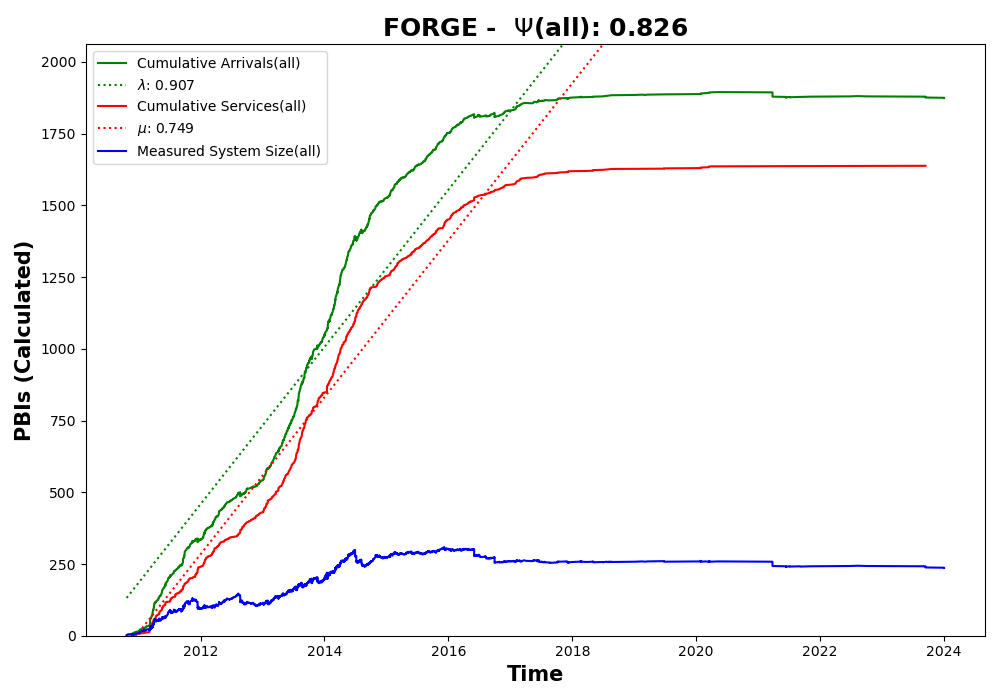 FORGE - Ψ(all): 0.826
Cumulative Arrivals(all)
λ: 0.907
Cumulative Services(all)
μ: 0.749
Measured System Size(all)
PBIs (Calculated)
2000
1750
1500
1250
1000
750
500
250
0
2012 2014 2016 2018 2020 2022 2024
Time